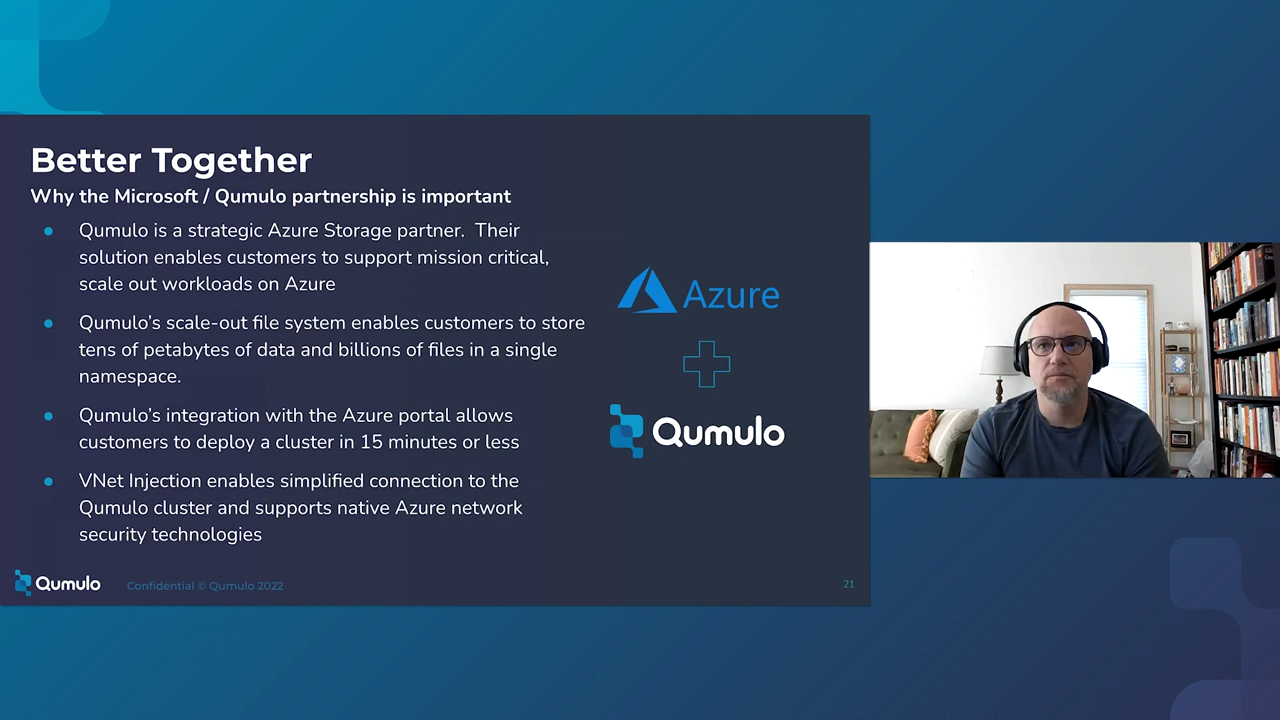 Better Together
Why the Microsoft / Qumulo partnership is important
● Qumulo is a strategic Azure Storage partner.  Their
solution enables customers to support mission critical,
scale out workloads on Azure
● Qumulo’s scale-out file system enables customers to store
tens of petabytes of data and billions of files in a single
namespace.
● Qumulo’s integration with the Azure portal allows
customers to deploy a cluster in 15 minutes or less
● VNet Injection enables simplified connection to the
Qumulo cluster and supports native Azure network
security technologies
Azure
Qumulo
Qumulo
Confidential © Qumulo 2022
21